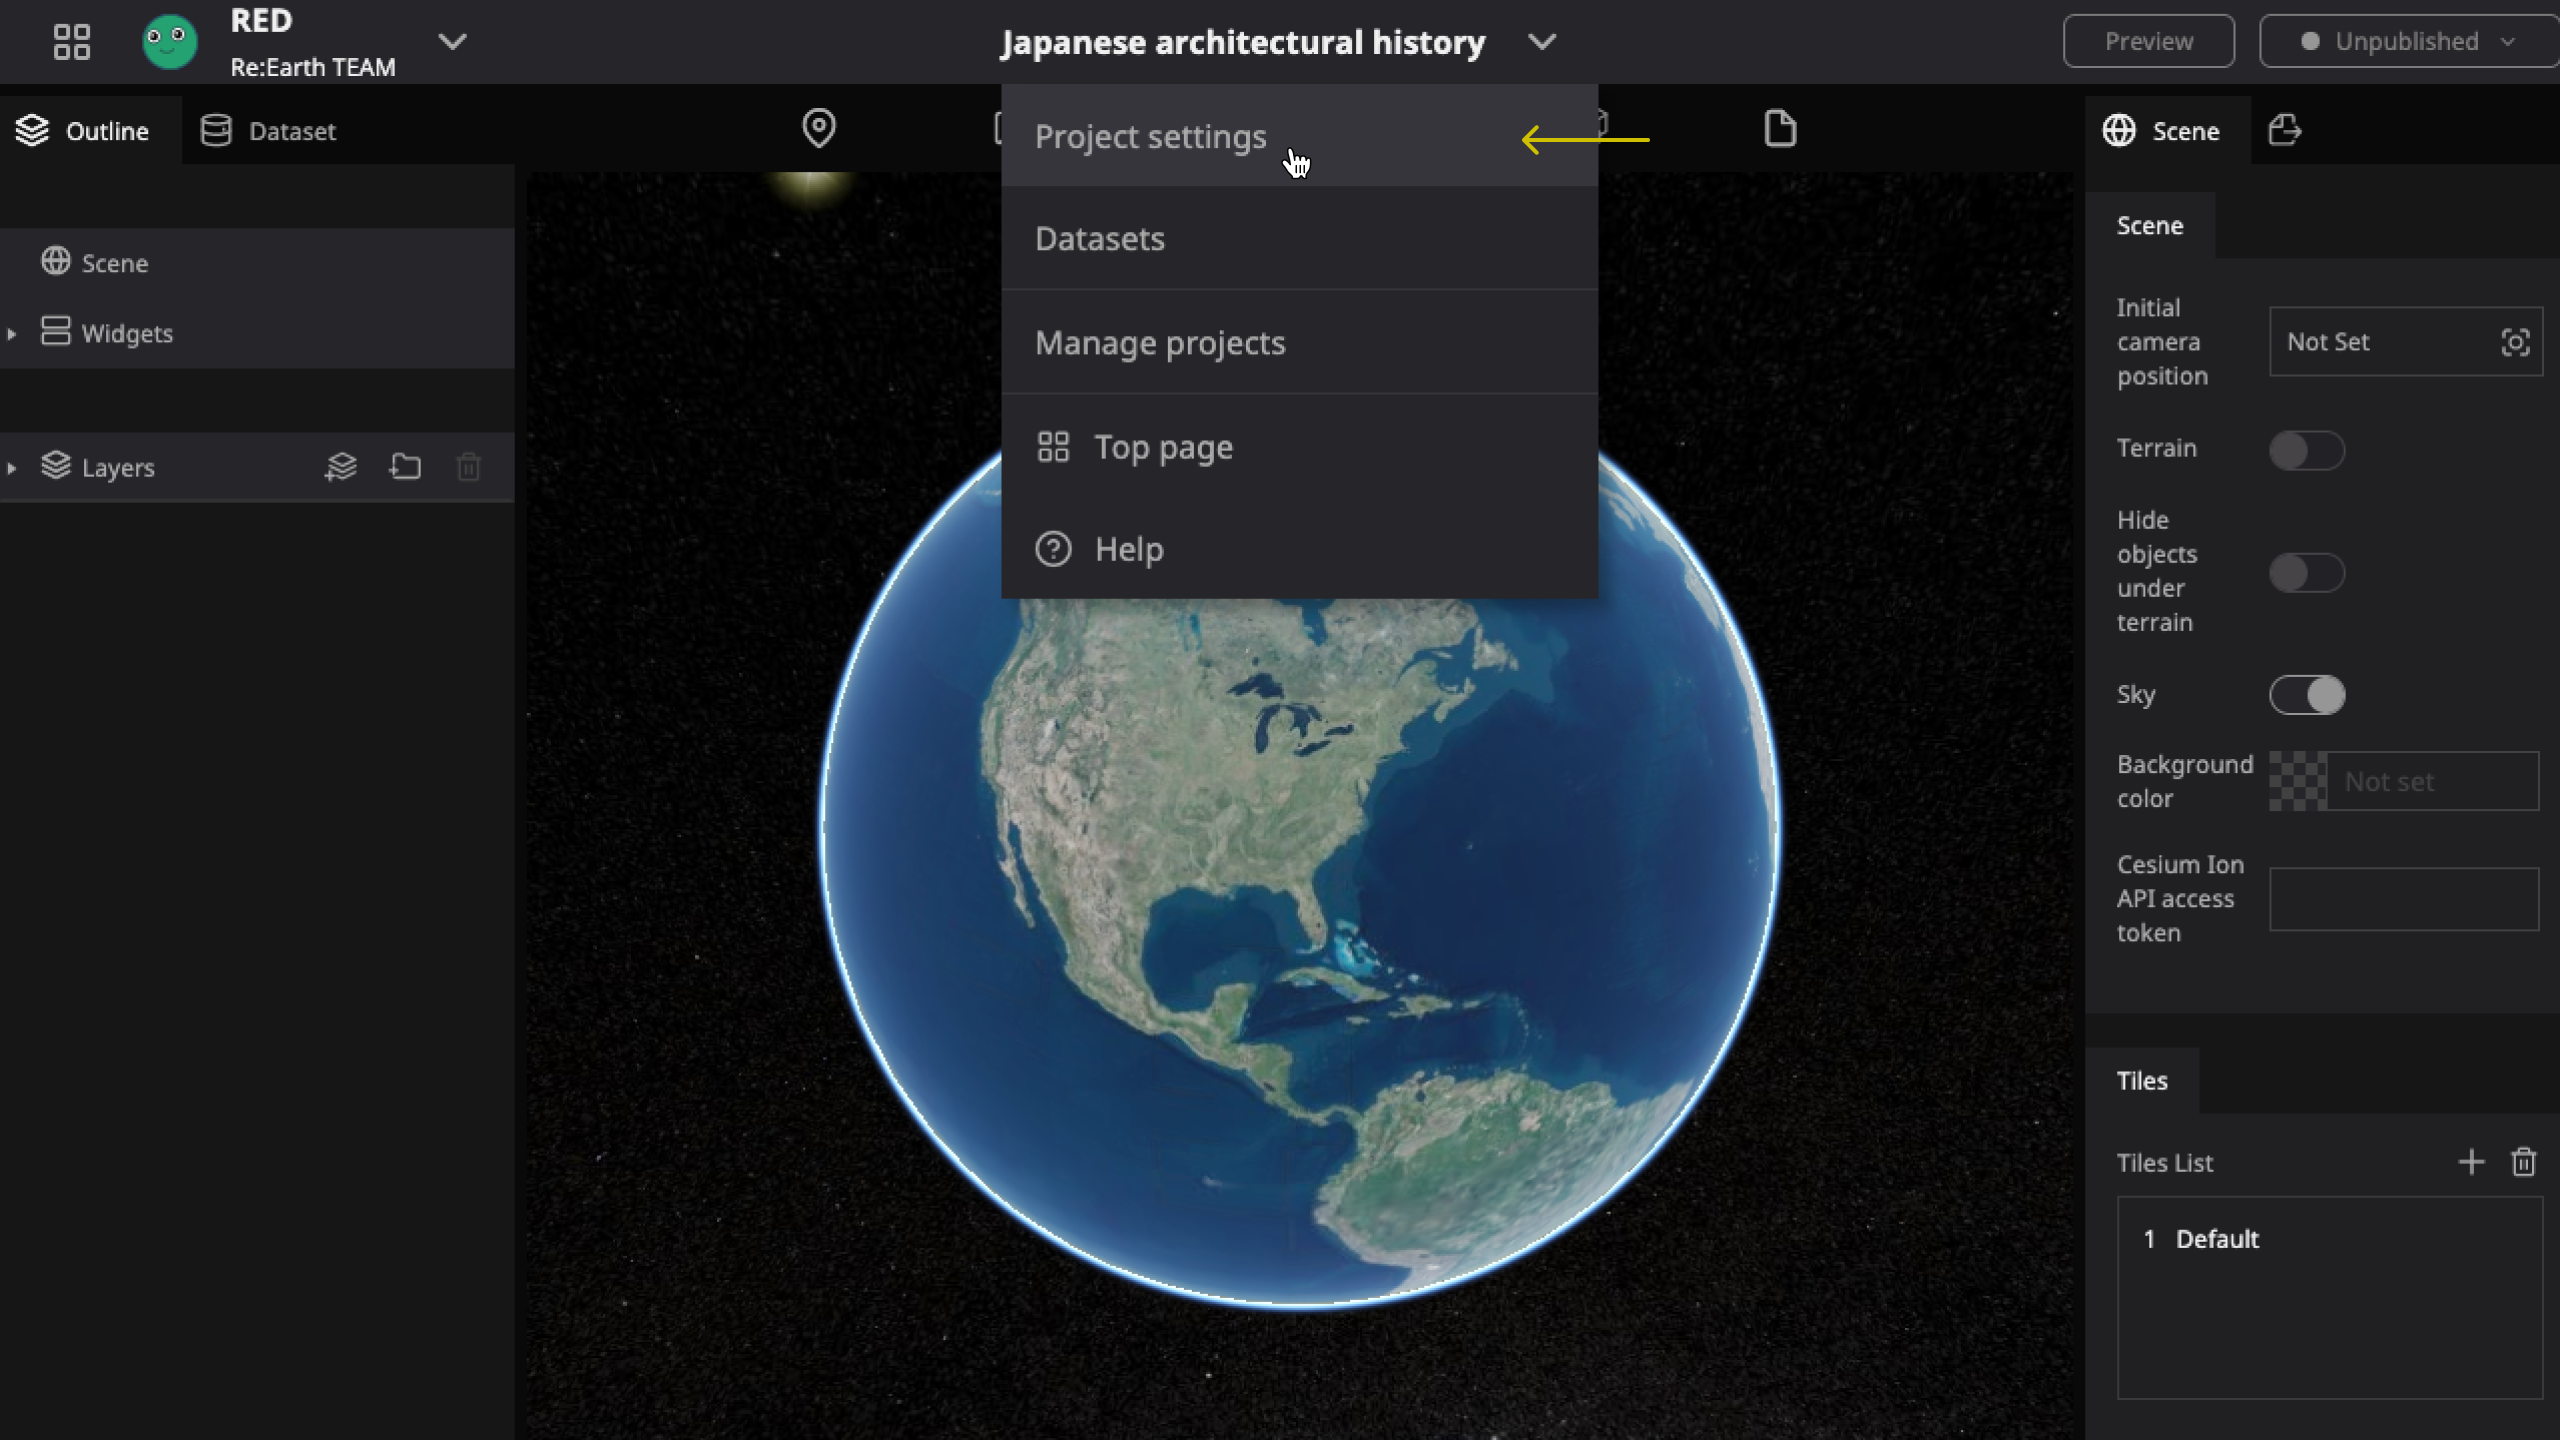 RED
Re:Earth TEAM
Japanese architectural history
Preview
Unpublished
Outline
Dataset
Project settings
Datasets
Manage projects
Top page
Help
Scene
Widgets
Layers
Scene
Scene
Initial
camera
position
Not Set
Terrain
Hide
objects
under
terrain
Sky
Background
color
Not set
Cesium Ion
API access
token
Tiles
Tiles List
1 Default